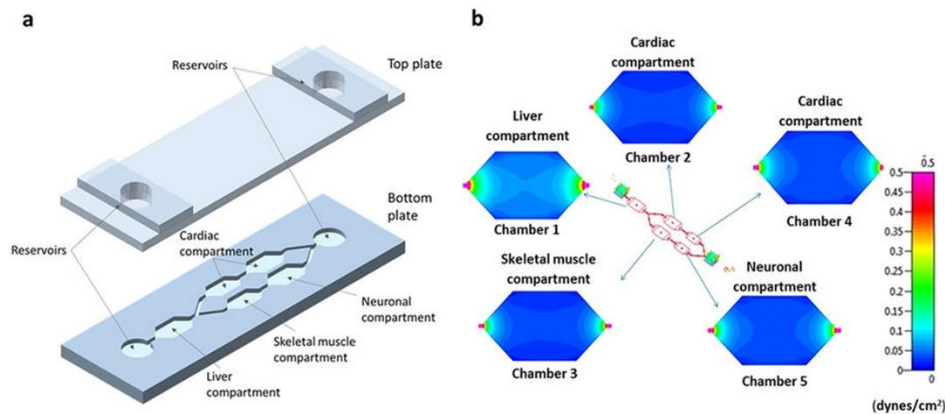 a
Reservoirs
Top plate
Bottom
plate
Reservoirs
Cardiac
compartment
Neuronal
compartment
Skeletal muscle
compartment
Liver
compartment
b
Cardiac
compartment
Chamber 2
Cardiac
compartment
Chamber 4
Liver
compartment
Chamber 1
Skeletal muscle
compartment
Chamber 3
Neuronal
compartment
Chamber 5
0.5
0.5
0.45
0.4
0.35
0.3
0.25
0.2
0.15
0.1
0.05
0
0
(dynes/cm²)